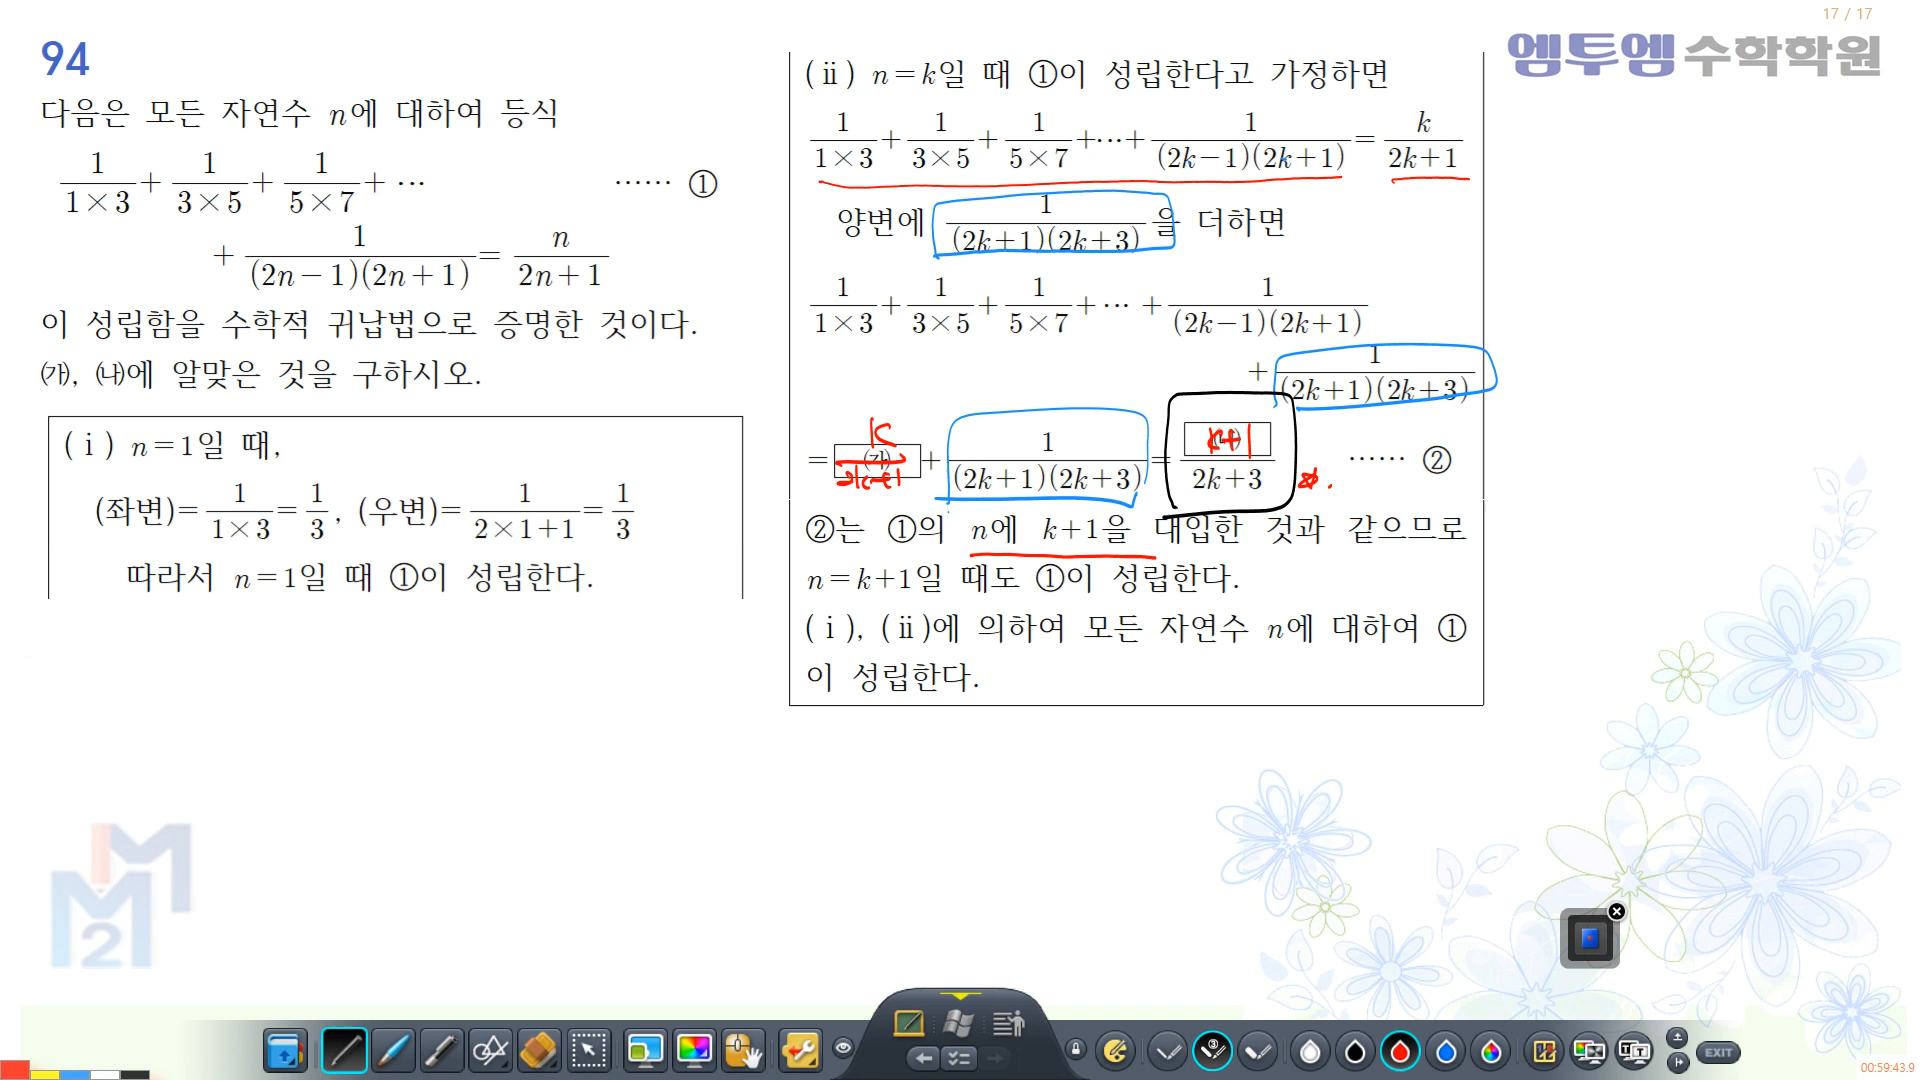 17 / 17
엠투엠 수학학원
94
다음은 모든 자연수 n에 대하여 등식
1/(1×3) + 1/(3×5) + 1/(5×7) + ⋯ ⋯⋯ ①
+ 1/((2n−1)(2n+1)) = n/(2n+1)
이 성립함을 수학적 귀납법으로 증명한 것이다.
㈎, ㈏에 알맞은 것을 구하시오.
(ⅰ) n=1일 때,
(좌변)= 1/(1×3) = 1/3, (우변)= 1/(2×1+1) = 1/3
따라서 n=1일 때 ①이 성립한다.
(ⅱ) n=k일 때 ①이 성립한다고 가정하면
1/(1×3) + 1/(3×5) + 1/(5×7) +⋯+ 1/((2k−1)(2k+1)) = k/(2k+1)
양변에 1/((2k+1)(2k+3)) 을 더하면
1/(1×3) + 1/(3×5) + 1/(5×7) + ⋯ + 1/((2k−1)(2k+1))
+ 1/((2k+1)(2k+3))
= k/(2k+1) ㈎ + 1/((2k+1)(2k+3)) = k+1/(2k+3) ⋯⋯ ②
②는 ①의 n에 k+1을 대입한 것과 같으므로
n=k+1일 때도 ①이 성립한다.
(ⅰ), (ⅱ)에 의하여 모든 자연수 n에 대하여 ①
이 성립한다.
M
M
2
EXIT
00:59:43.9